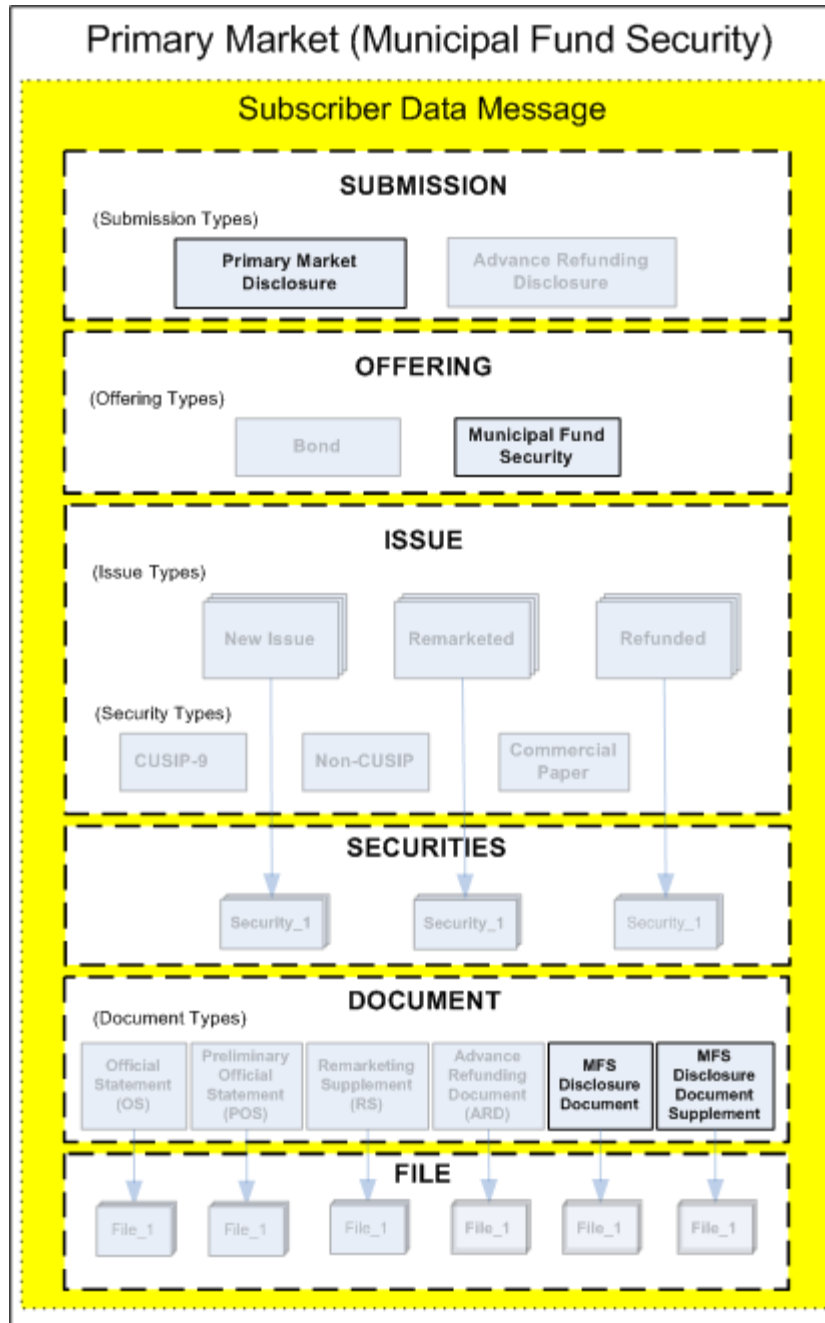 Primary Market (Municipal Fund Security)
Subscriber Data Message
SUBMISSION
(Submission Types)
Primary Market
Disclosure
Advance Refunding
Disclosure
OFFERING
(Offering Types)
Bond
Municipal Fund
Security
ISSUE
(Issue Types)
New Issue
Remarketed
Refunded
(Security Types)
CUSIP-9
Non-CUSIP
Commercial
Paper
SECURITIES
Security_1
Security_1
Security_1
DOCUMENT
(Document Types)
Official
Statement
(OS)
Preliminary
Official
Statement
(POS)
Remarketing
Supplement
(RS)
Advance
Refunding
Document
(ARD)
MFS
Disclosure
Document
MFS
Disclosure
Document
Supplement
FILE
File_1
File_1
File_1
File_1
File_1
File_1